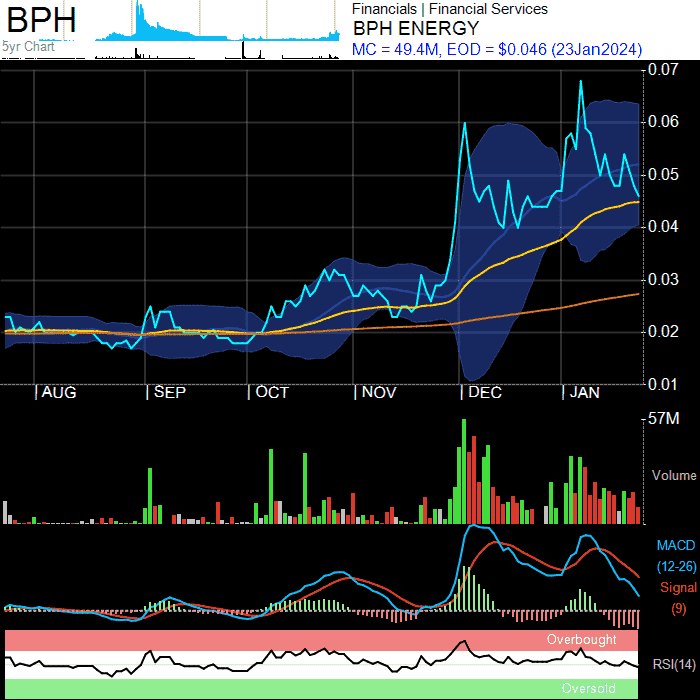 BPH
5yr Chart
Financials | Financial Services
BPH ENERGY
MC = 49.4M, EOD = $0.046 (23Jan2024)
0.07
0.06
0.05
0.04
0.03
0.02
0.01
| AUG | SEP | OCT | NOV | DEC | JAN
57M
Volume
MACD
(12-26)
Signal
(9)
Overbought
RSI(14)
Oversold